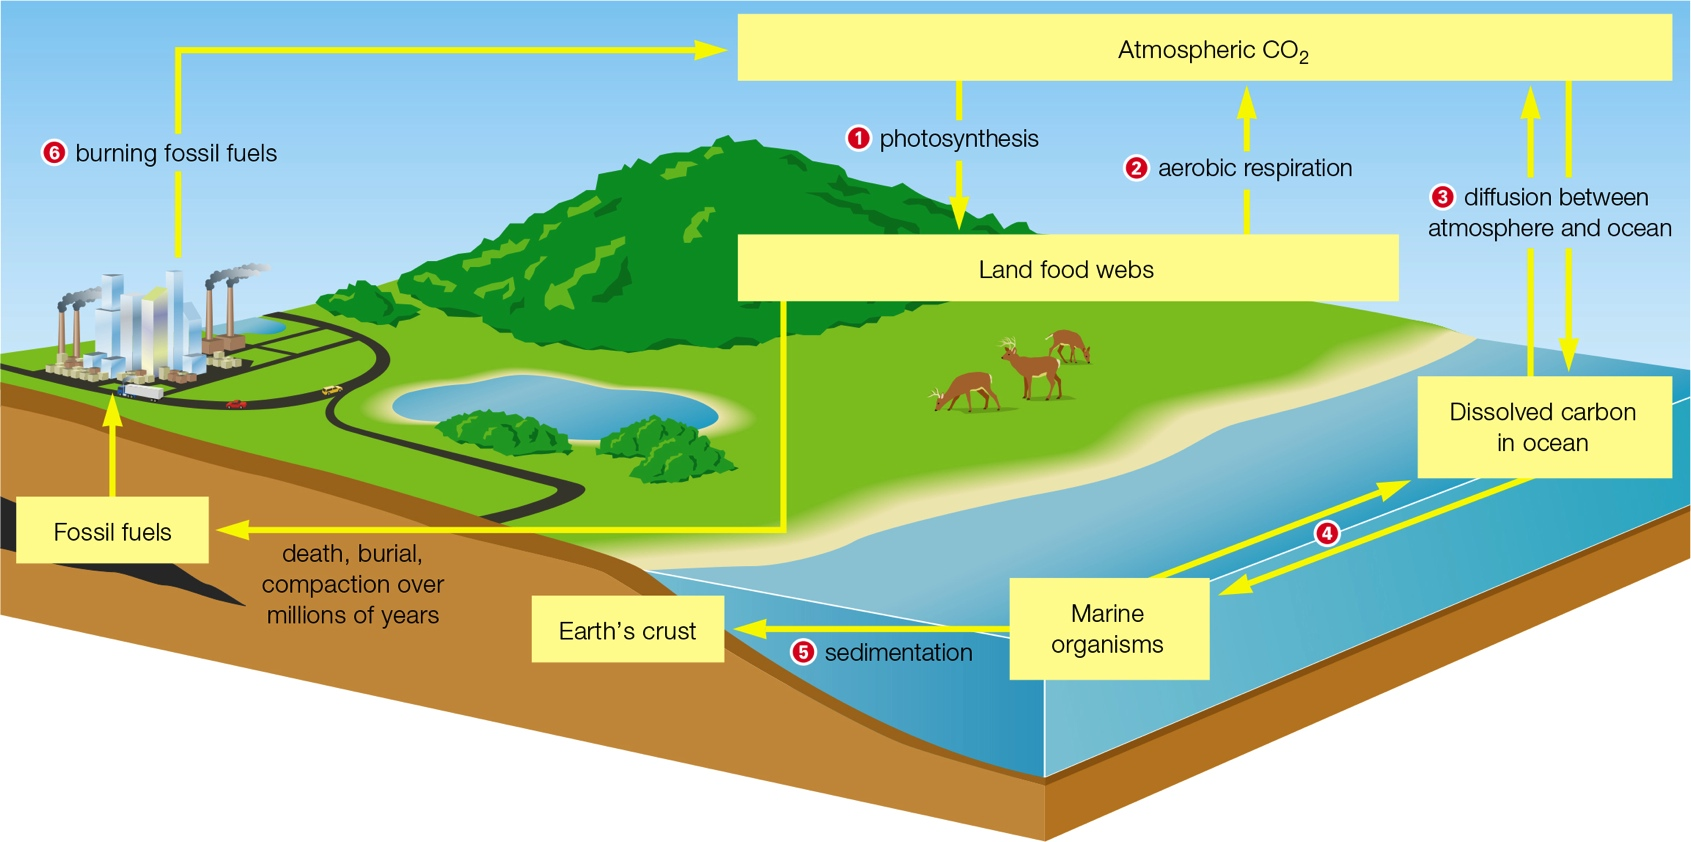 Atmospheric CO₂
6 burning fossil fuels
1 photosynthesis
2 aerobic respiration
3 diffusion between
atmosphere and ocean
Land food webs
Dissolved carbon
in ocean
Fossil fuels
death, burial,
compaction over
millions of years
4
Earth’s crust
5 sedimentation
Marine
organisms